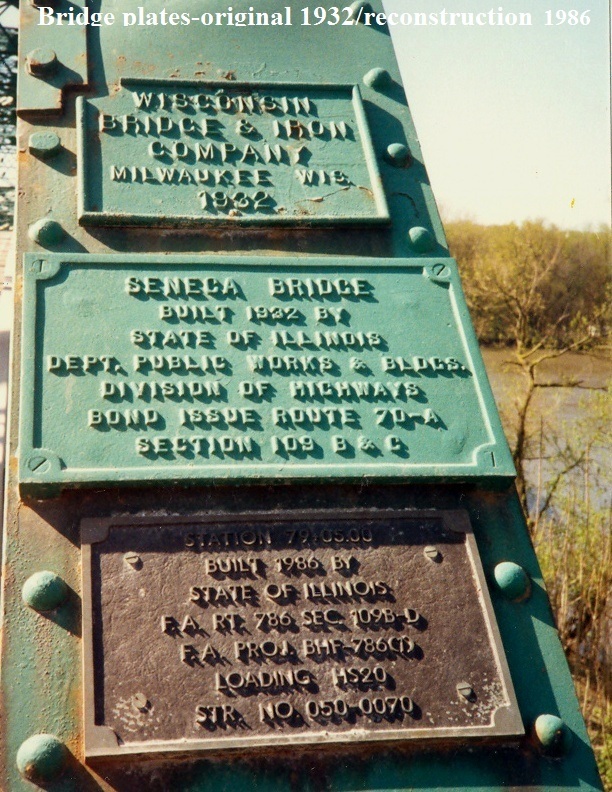 Bridge plates-original 1932/reconstruction 1986
WISCONSIN
BRIDGE & IRON
COMPANY
MILWAUKEE WIS.
1932
SENECA BRIDGE
BUILT 1932 BY
STATE OF ILLINOIS
DEPT. PUBLIC WORKS & BLDGS.
DIVISION OF HIGHWAYS
BOND ISSUE ROUTE 70-A
SECTION 109 B & C
STATION 79+05.00
BUILT 1986 BY
STATE OF ILLINOIS
F.A. RT. 786 SEC. 109B-D
F.A. PROJ. BHF-786(7)
LOADING HS20
STR. NO. 050-0070